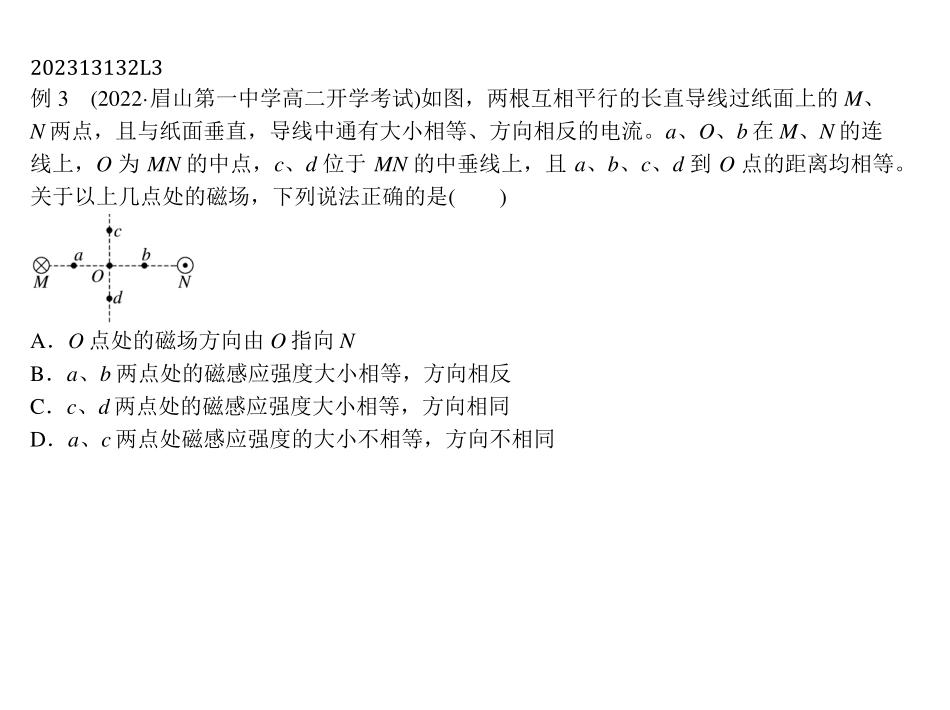 202313132L3
例 3　(2022·眉山第一中学高二开学考试)如图，两根互相平行的长直导线过纸面上的 M、
N 两点，且与纸面垂直，导线中通有大小相等、方向相反的电流。a、O、b 在 M、N 的连
线上，O 为 MN 的中点，c、d 位于 MN 的中垂线上，且 a、b、c、d 到 O 点的距离均相等。
关于以上几点处的磁场，下列说法正确的是(　　)
c
a b
M O N
d
A．O 点处的磁场方向由 O 指向 N
B．a、b 两点处的磁感应强度大小相等，方向相反
C．c、d 两点处的磁感应强度大小相等，方向相同
D．a、c 两点处磁感应强度的大小不相等，方向不相同